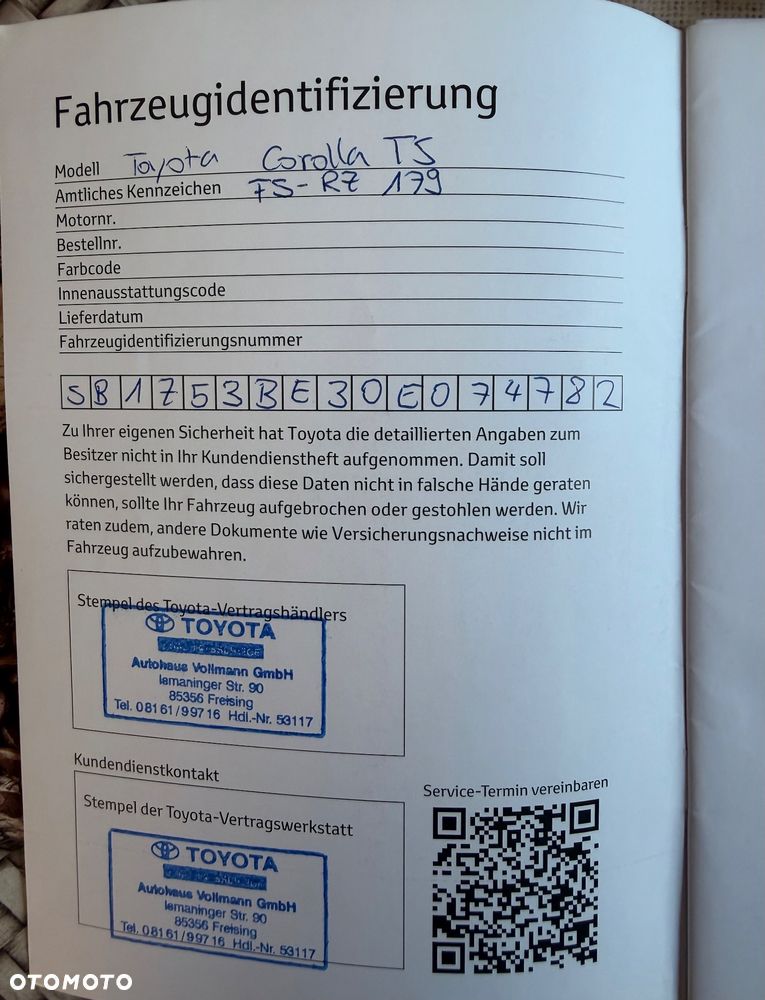 Fahrzeugidentifizierung
Modell Toyota Corolla TS
Amtliches Kennzeichen FS-RZ 179
Motornr.
Bestellnr.
Farbcode
Innenausstattungscode
Lieferdatum
Fahrzeugidentifizierungsnummer
SB1Z53BE30E074782
Zu Ihrer eigenen Sicherheit hat Toyota die detaillierten Angaben zum
Besitzer nicht in Ihr Kundendienstheft aufgenommen. Damit soll
sichergestellt werden, dass diese Daten nicht in falsche Hände geraten
können, sollte Ihr Fahrzeug aufgebrochen oder gestohlen werden. Wir
raten zudem, andere Dokumente wie Versicherungsnachweise nicht im
Fahrzeug aufzubewahren.
Stempel des Toyota-Vertragshändlers
TOYOTA
Autohaus Vollmann GmbH
Ismaninger Str. 90
85356 Freising
Tel. 08161/99716 Hdl.-Nr. 53117
Kundendienstkontakt
Service-Termin vereinbaren
Stempel der Toyota-Vertragswerkstatt
TOYOTA
Autohaus Vollmann GmbH
Ismaninger Str. 90
85356 Freising
Tel. 08161/99716 Hdl.-Nr. 53117
OTOMOTO